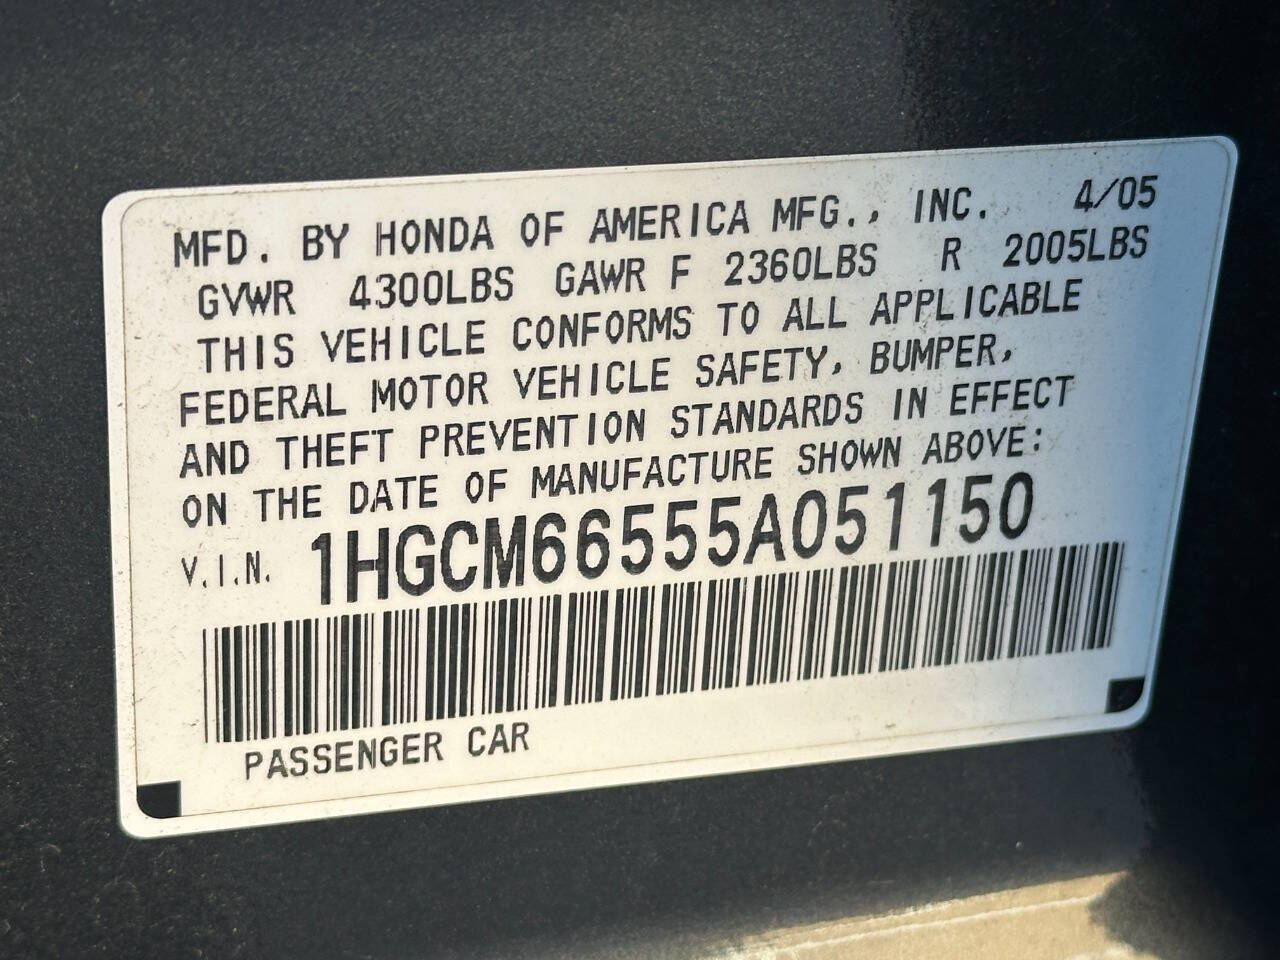 MFD. BY HONDA OF AMERICA MFG., INC. 4/05
GVWR 4300LBS GAWR F 2360LBS R 2005LBS
THIS VEHICLE CONFORMS TO ALL APPLICABLE
FEDERAL MOTOR VEHICLE SAFETY, BUMPER,
AND THEFT PREVENTION STANDARDS IN EFFECT
ON THE DATE OF MANUFACTURE SHOWN ABOVE:
V.I.N. 1HGCM66555A051150
PASSENGER CAR